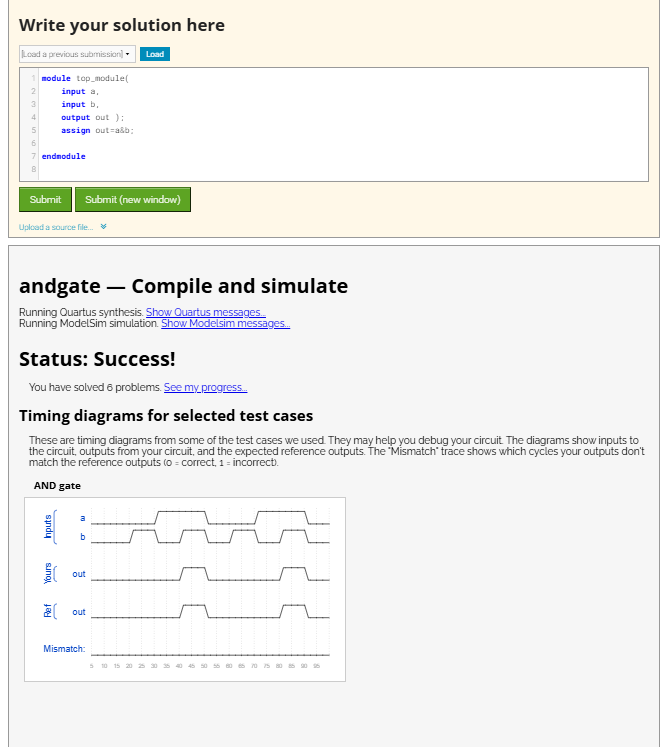 Write your solution here
[Load a previous submission]
Load
1 module top_module(
2 input a,
3 input b,
4 output out );
5 assign out=a&b;
6
7 endmodule
8
Submit
Submit (new window)
Upload a source file...
andgate — Compile and simulate
Running Quartus synthesis. Show Quartus messages...
Running ModelSim simulation. Show Modelsim messages...
Status: Success!
You have solved 6 problems. See my progress...
Timing diagrams for selected test cases
These are timing diagrams from some of the test cases we used. They may help you debug your circuit. The diagrams show inputs to
the circuit, outputs from your circuit, and the expected reference outputs. The "Mismatch" trace shows which cycles your outputs don't
match the reference outputs (0 = correct, 1 = incorrect).
AND gate
Inputs
a
b
Yours
out
Ref
out
Mismatch:
5 10 15 20 25 30 35 40 45 50 55 60 65 70 75 80 85 90 95